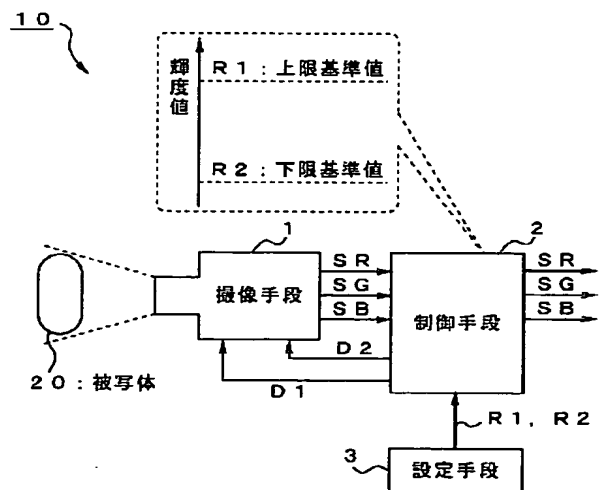 10
輝度値
R1:上限基準値
R2:下限基準値
1
2
SR
SG
SB
撮像手段
制御手段
SR
SG
SB
D2
D1
20:被写体
R1, R2
3
設定手段